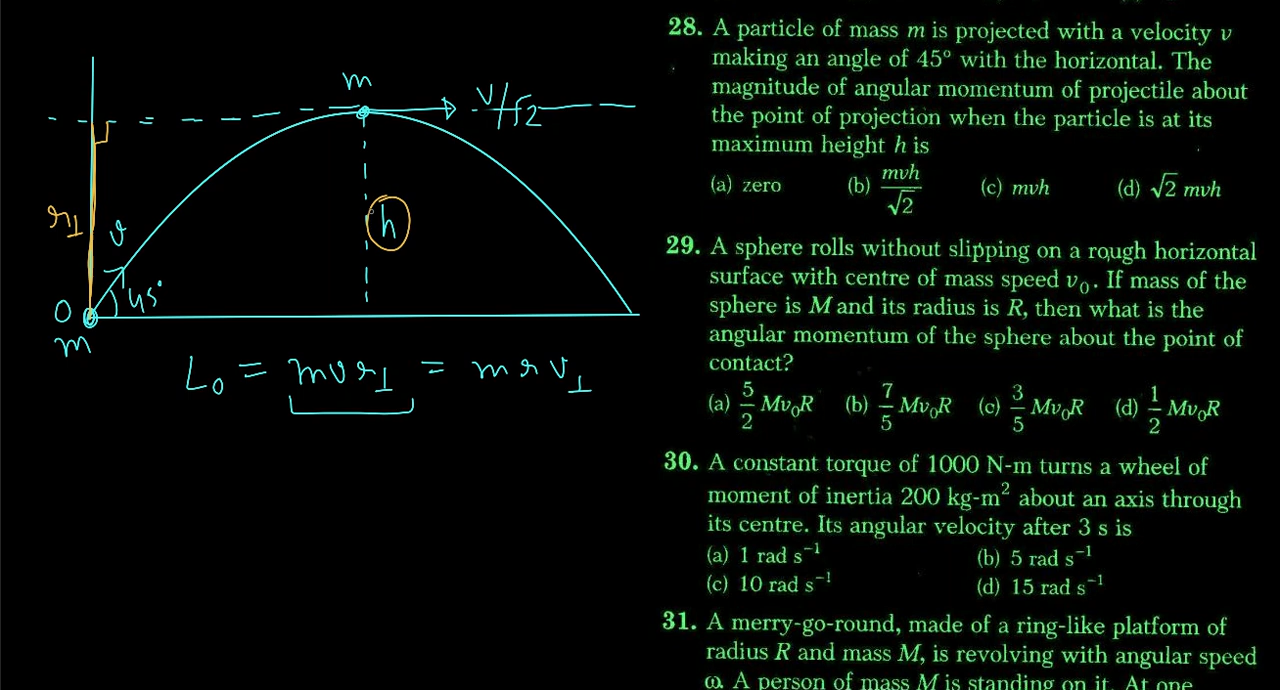 m
V/√2
r⊥
h
v
45°
O
m
L₀ = mvr⊥ = m r v⊥
28. A particle of mass m is projected with a velocity v
making an angle of 45° with the horizontal. The
magnitude of angular momentum of projectile about
the point of projection when the particle is at its
maximum height h is
(a) zero (b) mvh/√2 (c) mvh (d) √2 mvh
29. A sphere rolls without slipping on a rough horizontal
surface with centre of mass speed v₀. If mass of the
sphere is M and its radius is R, then what is the
angular momentum of the sphere about the point of
contact?
(a) 5/2 Mv₀R (b) 7/5 Mv₀R (c) 3/5 Mv₀R (d) 1/2 Mv₀R
30. A constant torque of 1000 N-m turns a wheel of
moment of inertia 200 kg-m² about an axis through
its centre. Its angular velocity after 3 s is
(a) 1 rad s⁻¹ (b) 5 rad s⁻¹
(c) 10 rad s⁻¹ (d) 15 rad s⁻¹
31. A merry-go-round, made of a ring-like platform of
radius R and mass M, is revolving with angular speed
ω. A person of mass M is standing on it. At one